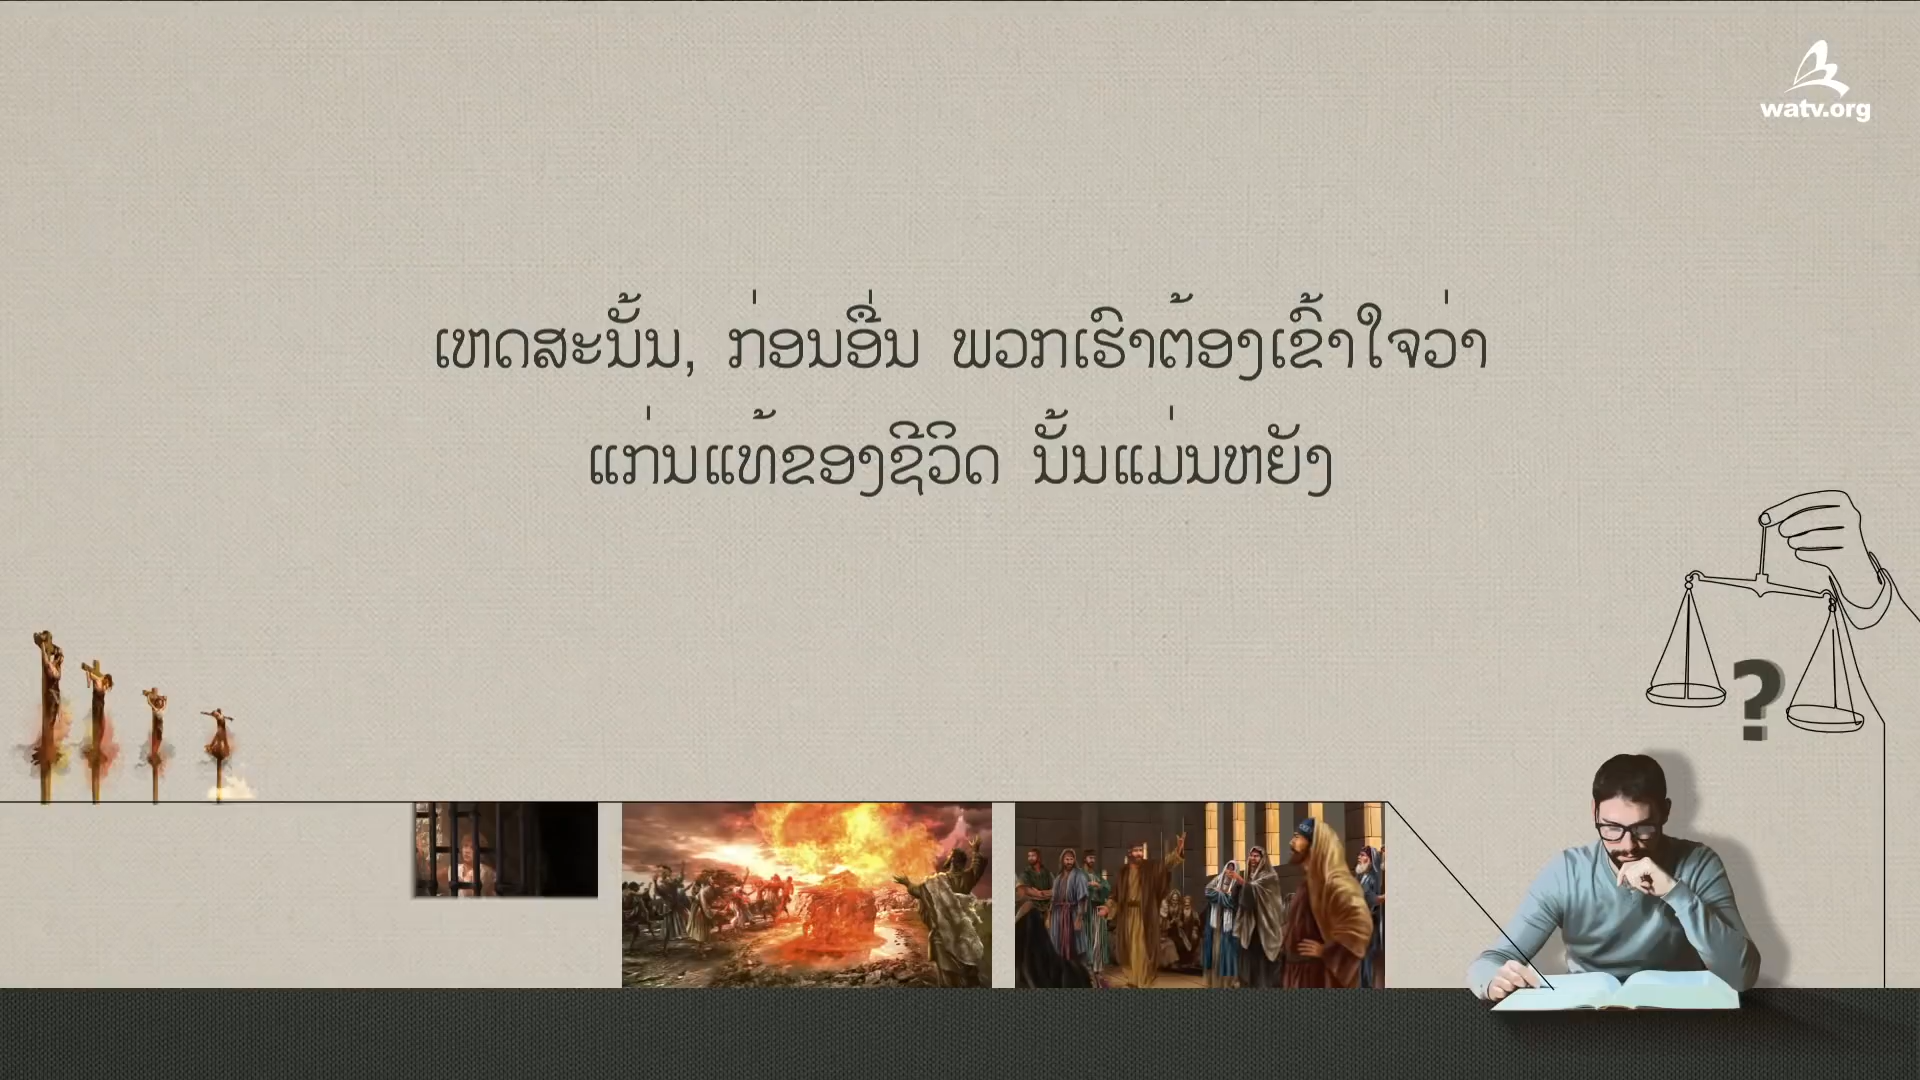 watv.org
ເຫດສະນັ້ນ, ກ່ອນອື່ນ ພວກເຮົາຕ້ອງເຂົ້າໃຈວ່າ
ແກ່ນແທ້ຂອງຊີວິດ ນັ້ນແມ່ນຫຍັງ
?